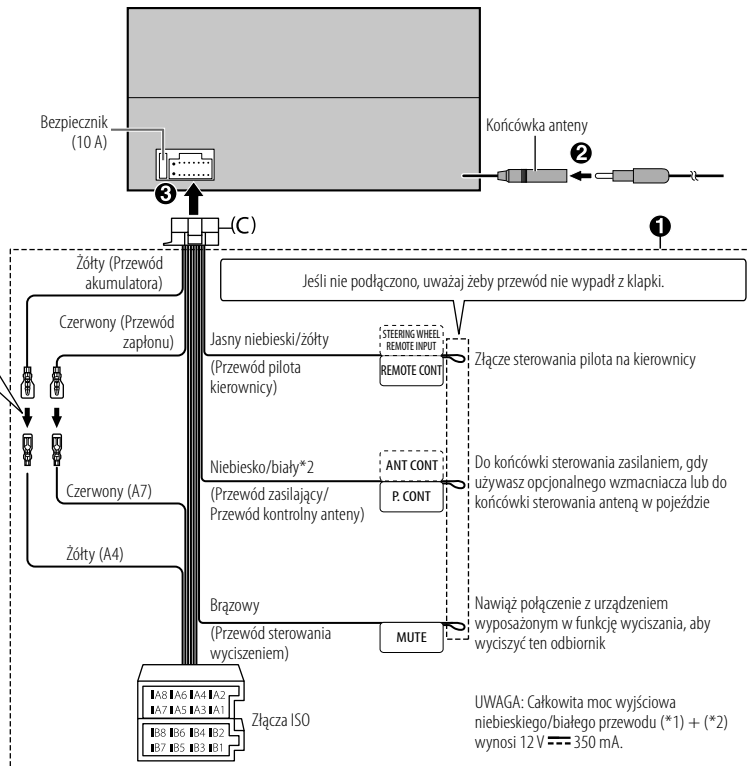 Bezpiecznik
(10 A)
Końcówka anteny
❷
❸
(C)
❶
Żółty (Przewód
akumulatora)
Jeśli nie podłączono, uważaj żeby przewód nie wypadł z klapki.
Czerwony (Przewód
zapłonu)
Jasny niebieski/żółty
(Przewód pilota
kierownicy)
STEERING WHEEL
REMOTE INPUT
REMOTE CONT
Złącze sterowania pilota na kierownicy
Niebiesko/biały*2
(Przewód zasilający/
Przewód kontrolny anteny)
ANT CONT
P. CONT
Do końcówki sterowania zasilaniem, gdy
używasz opcjonalnego wzmacniacza lub do
końcówki sterowania anteną w pojeździe
Czerwony (A7)
Żółty (A4)
Brązowy
(Przewód sterowania
wyciszeniem)
MUTE
Nawiąż połączenie z urządzeniem
wyposażonym w funkcję wyciszania, aby
wyciszyć ten odbiornik
A8 A6 A4 A2
A7 A5 A3 A1
B8 B6 B4 B2
B7 B5 B3 B1
Złącza ISO
UWAGA: Całkowita moc wyjściowa
niebieskiego/białego przewodu (*1) + (*2)
wynosi 12 V ⎓ 350 mA.